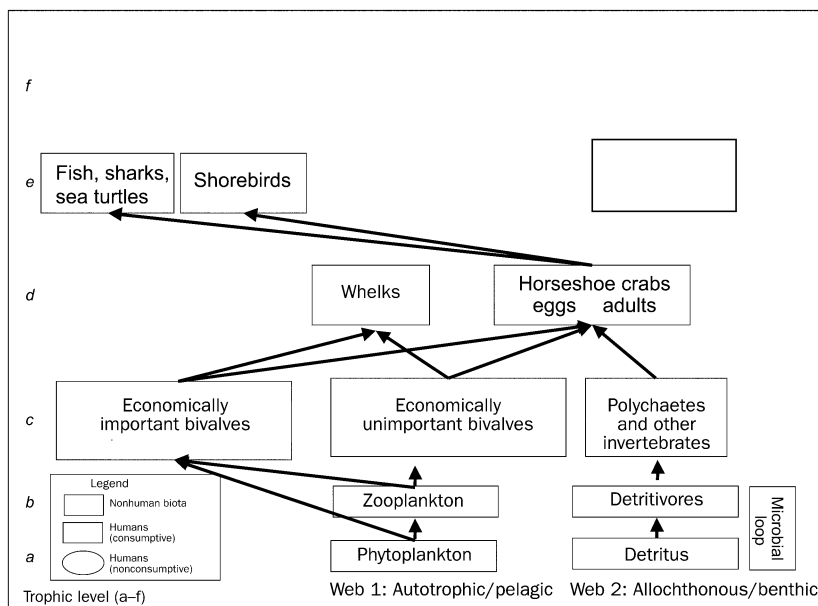 f
e
Fish, sharks,
sea turtles
Shorebirds
d
Whelks
Horseshoe crabs
eggs adults
c
Economically
important bivalves
Economically
unimportant bivalves
Polychaetes
and other
invertebrates
Legend
Nonhuman biota
Humans
(consumptive)
Humans
(nonconsumptive)
b
Zooplankton
Detritivores
Microbial
loop
a
Phytoplankton
Detritus
Trophic level (a–f)
Web 1: Autotrophic/pelagic
Web 2: Allochthonous/benthic